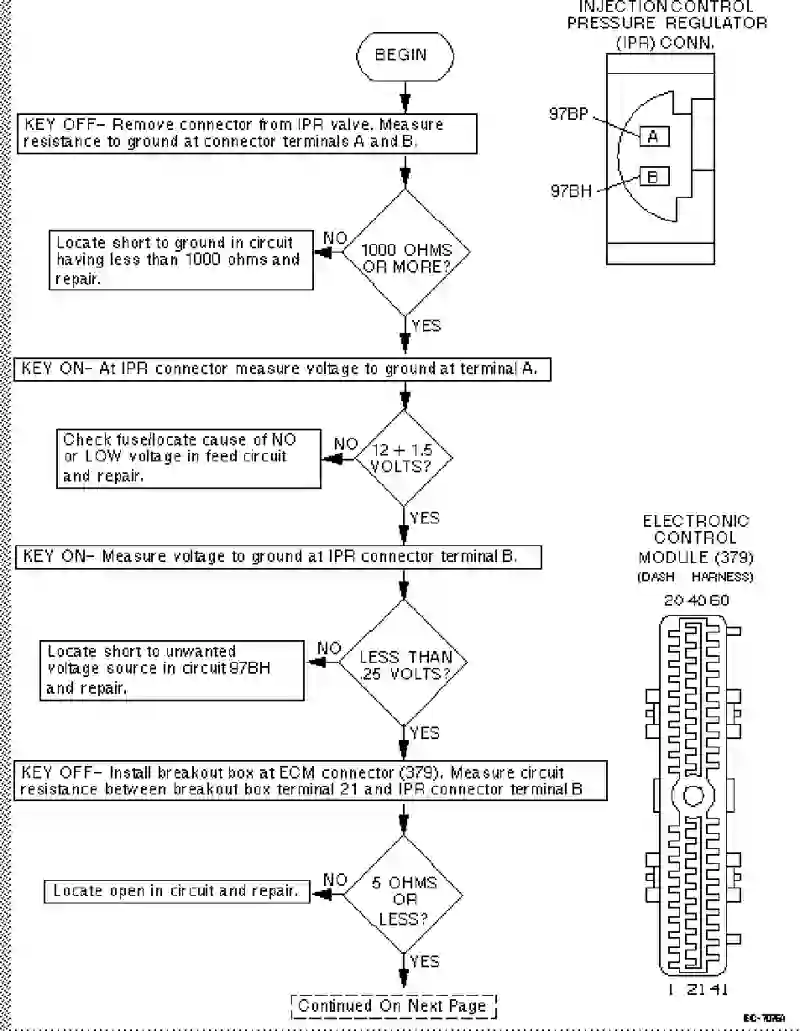 INJECTION CONTROL
PRESSURE REGULATOR
(IPR) CONN.
BEGIN
97BP
A
B
97BH
KEY OFF- Remove connector from IPR valve. Measure
resistance to ground at connector terminals A and B.
1000 OHMS
OR MORE?
NO
Locate short to ground in circuit
having less than 1000 ohms and
repair.
YES
KEY ON- At IPR connector measure voltage to ground at terminal A.
12 + 1.5
VOLTS?
NO
Check fuse/locate cause of NO
or LOW voltage in feed circuit
and repair.
YES
KEY ON- Measure voltage to ground at IPR connector terminal B.
LESS THAN
.25 VOLTS?
NO
Locate short to unwanted
voltage source in circuit 97BH
and repair.
YES
KEY OFF- Install breakout box at ECM connector (379). Measure circuit
resistance between breakout box terminal 21 and IPR connector terminal B
5 OHMS
OR
LESS?
NO
Locate open in circuit and repair.
YES
Continued On Next Page
ELECTRONIC
CONTROL
MODULE (379)
(DASH HARNESS)
20 40 60
1 21 41